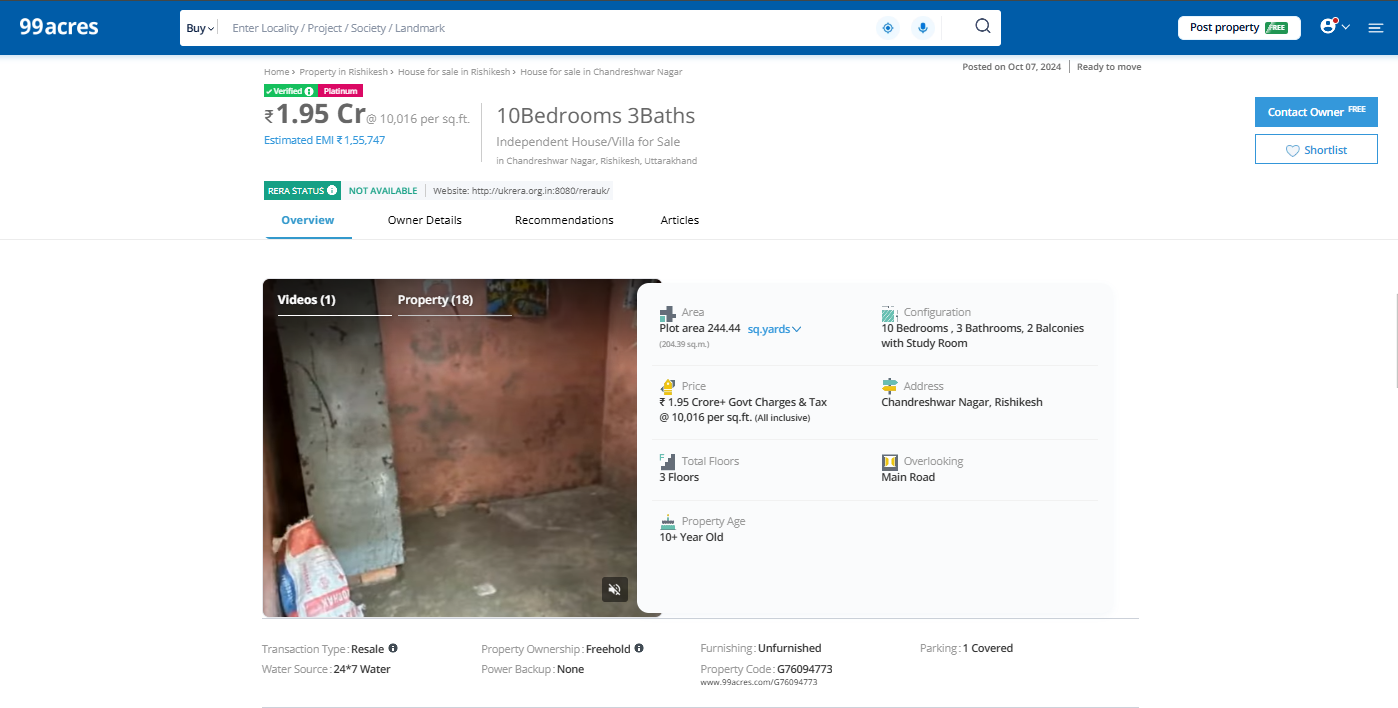 99acres
Buy
Enter Locality / Project / Society / Landmark
Post property FREE
Home › Property in Rishikesh › House for sale in Rishikesh › House for sale in Chandreshwar Nagar
Posted on Oct 07, 2024 | Ready to move
Verified Platinum
₹ 1.95 Cr @ 10,016 per sq.ft.
Estimated EMI ₹ 1,55,747
10Bedrooms 3Baths
Independent House/Villa for Sale
in Chandreshwar Nagar, Rishikesh, Uttarakhand
Contact Owner FREE
Shortlist
RERA STATUS NOT AVAILABLE | Website: http://ukrera.org.in:8080/rerauk/
Overview Owner Details Recommendations Articles
Videos (1) Property (18)
Area
Plot area 244.44 sq.yards
(204.39 sq.m.)
Configuration
10 Bedrooms , 3 Bathrooms, 2 Balconies
with Study Room
Price
₹ 1.95 Crore+ Govt Charges & Tax
@ 10,016 per sq.ft. (All inclusive)
Address
Chandreshwar Nagar, Rishikesh
Total Floors
3 Floors
Overlooking
Main Road
Property Age
10+ Year Old
Transaction Type : Resale Property Ownership : Freehold Furnishing : Unfurnished Parking : 1 Covered
Water Source : 24*7 Water Power Backup : None Property Code : G76094773
www.99acres.com/G76094773